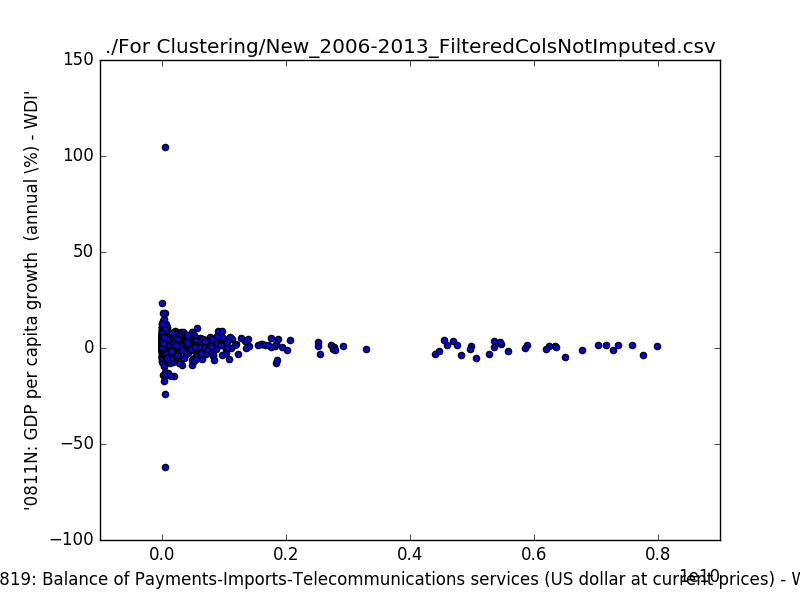 ./For Clustering/New_2006-2013_FilteredColsNotImputed.csv
'0811N: GDP per capita growth  (annual \%) - WDI'
150
100
50
0
−50
−100
0.0 0.2 0.4 0.6 0.8
1e10
819: Balance of Payments-Imports-Telecommunications services (US dollar at current prices) - W